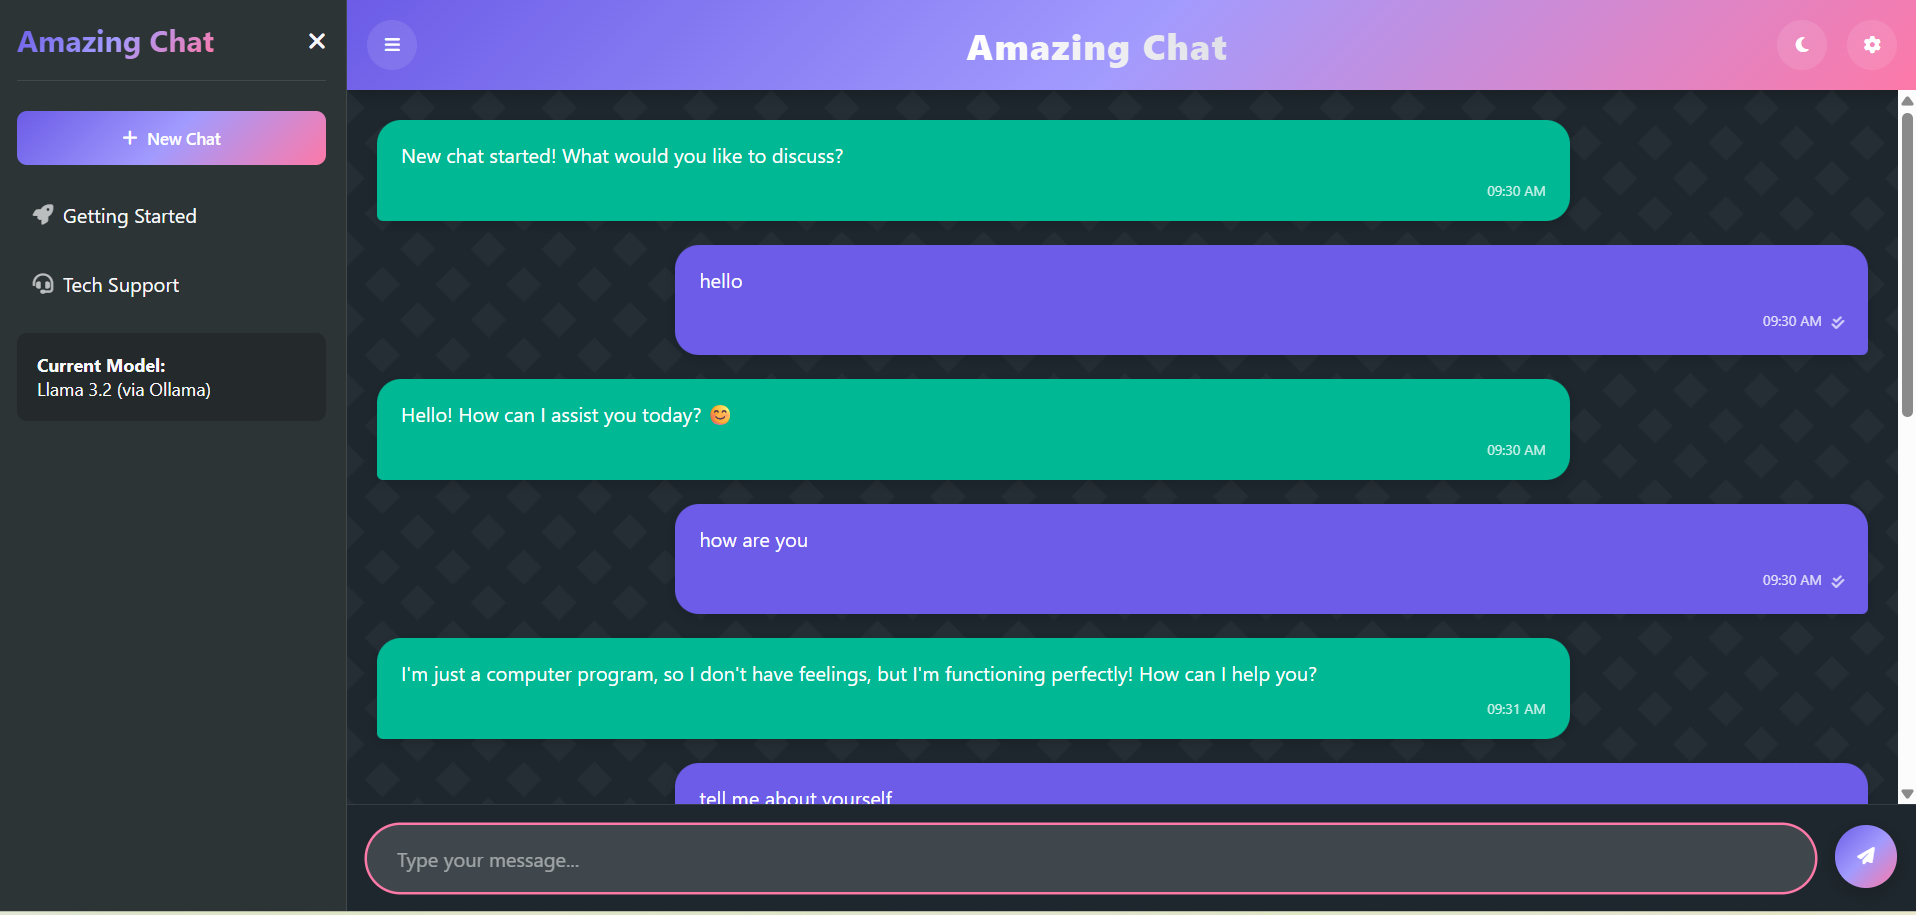 Amazing Chat
New Chat
Getting Started
Tech Support
Current Model:
Llama 3.2 (via Ollama)
Amazing Chat
New chat started! What would you like to discuss?
09:30 AM
hello
09:30 AM
Hello! How can I assist you today? 😊
09:30 AM
how are you
09:30 AM
I'm just a computer program, so I don't have feelings, but I'm functioning perfectly! How can I help you?
09:31 AM
tell me about yourself
Type your message...